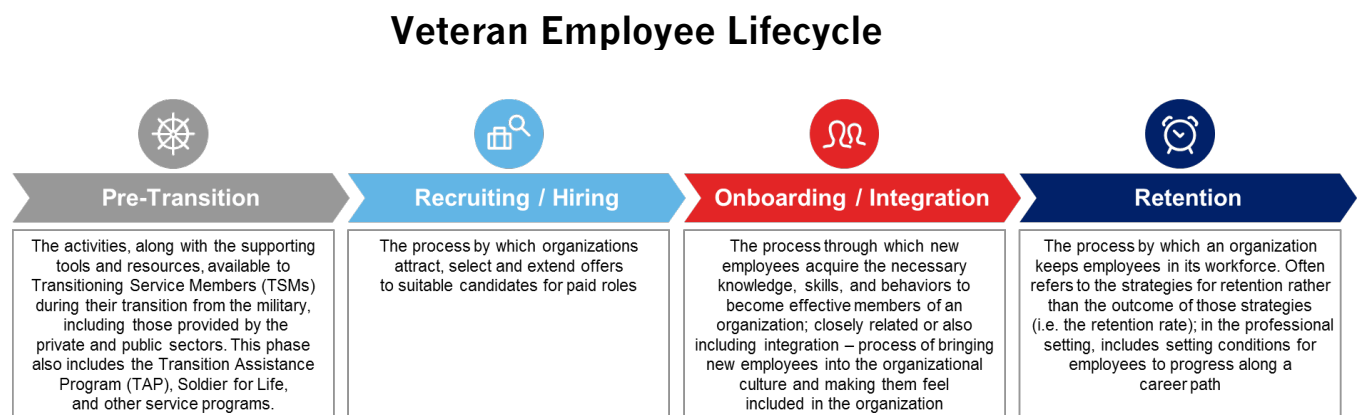 Veteran Employee Lifecycle
Pre-Transition
The activities, along with the supporting
tools and resources, available to
Transitioning Service Members (TSMs)
during their transition from the military,
including those provided by the
private and public sectors. This phase
also includes the Transition Assistance
Program (TAP), Soldier for Life,
and other service programs.
Recruiting / Hiring
The process by which organizations
attract, select and extend offers
to suitable candidates for paid roles
Onboarding / Integration
The process through which new
employees acquire the necessary
knowledge, skills, and behaviors to
become effective members of an
organization; closely related or also
including integration – process of bringing
new employees into the organizational
culture and making them feel
included in the organization
Retention
The process by which an organization
keeps employees in its workforce. Often
refers to the strategies for retention rather
than the outcome of those strategies
(i.e. the retention rate); in the professional
setting, includes setting conditions for
employees to progress along a
career path